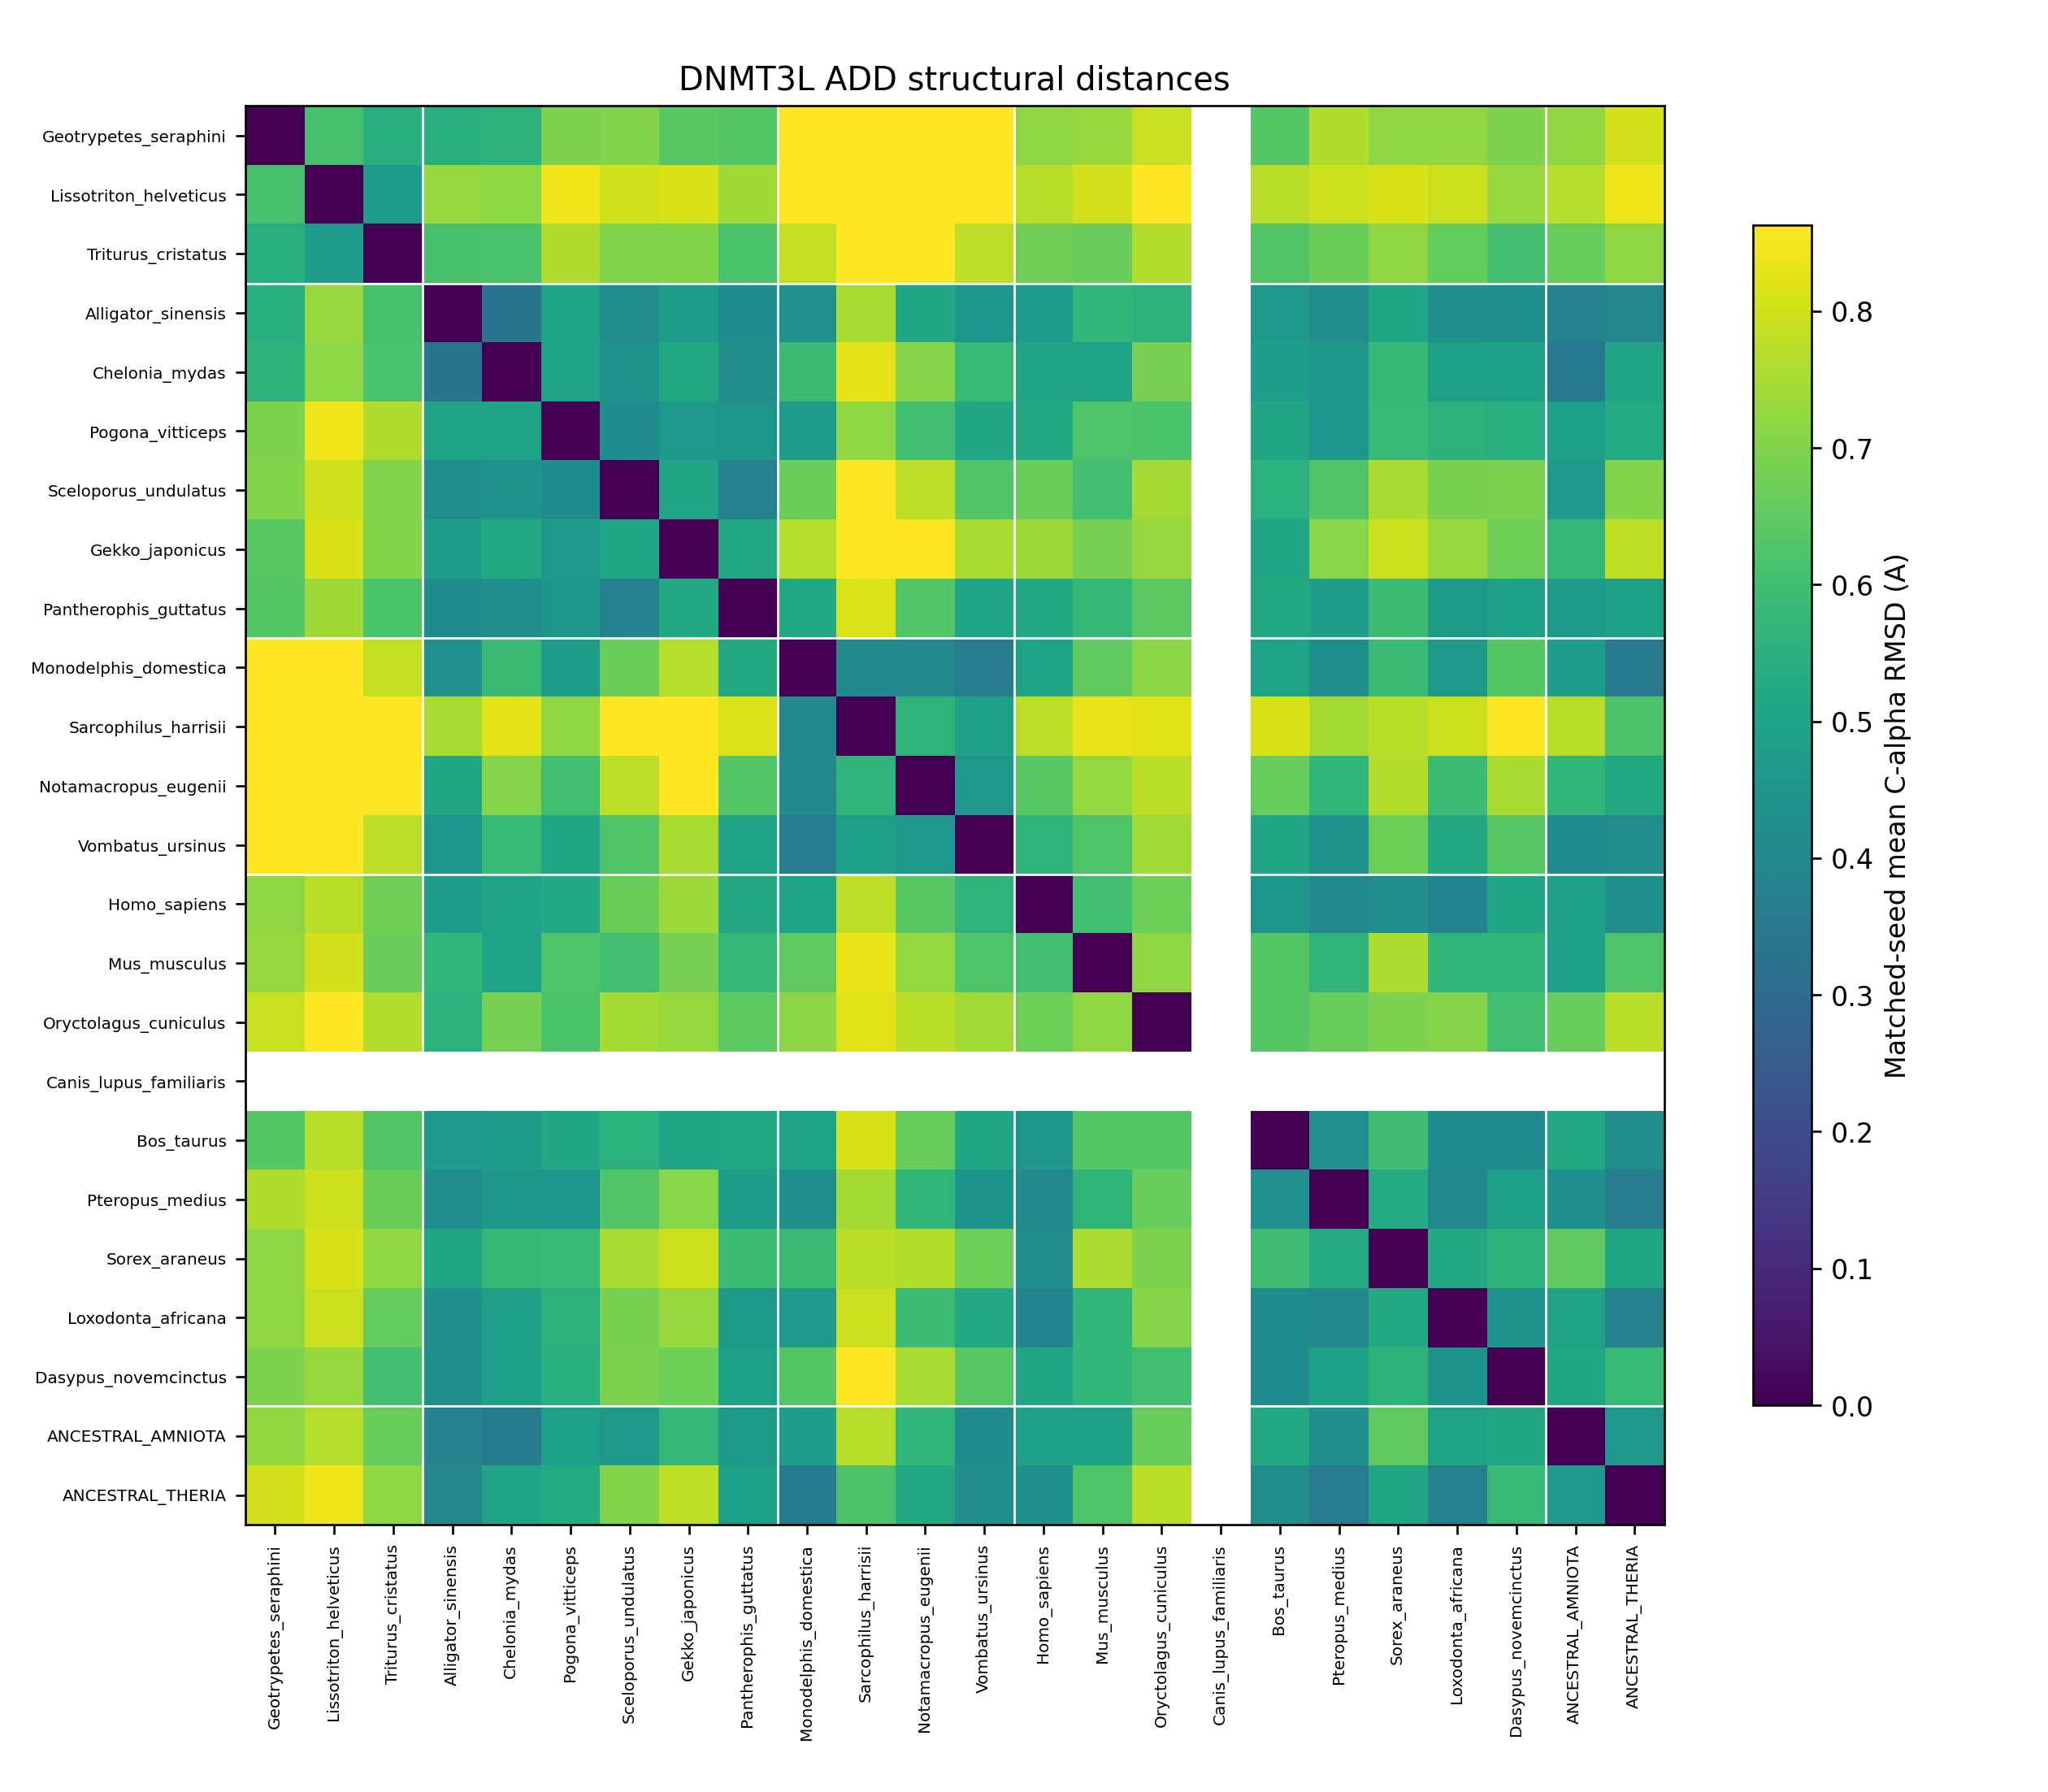 DNMT3L ADD structural distances
Geotrypetes_seraphini
Lissotriton_helveticus
Triturus_cristatus
Alligator_sinensis
Chelonia_mydas
Pogona_vitticeps
Sceloporus_undulatus
Gekko_japonicus
Pantherophis_guttatus
Monodelphis_domestica
Sarcophilus_harrisii
Notamacropus_eugenii
Vombatus_ursinus
Homo_sapiens
Mus_musculus
Oryctolagus_cuniculus
Canis_lupus_familiaris
Bos_taurus
Pteropus_medius
Sorex_araneus
Loxodonta_africana
Dasypus_novemcinctus
ANCESTRAL_AMNIOTA
ANCESTRAL_THERIA
Geotrypetes_seraphini
Lissotriton_helveticus
Triturus_cristatus
Alligator_sinensis
Chelonia_mydas
Pogona_vitticeps
Sceloporus_undulatus
Gekko_japonicus
Pantherophis_guttatus
Monodelphis_domestica
Sarcophilus_harrisii
Notamacropus_eugenii
Vombatus_ursinus
Homo_sapiens
Mus_musculus
Oryctolagus_cuniculus
Canis_lupus_familiaris
Bos_taurus
Pteropus_medius
Sorex_araneus
Loxodonta_africana
Dasypus_novemcinctus
ANCESTRAL_AMNIOTA
ANCESTRAL_THERIA
0.8
0.7
0.6
0.5
0.4
0.3
0.2
0.1
0.0
Matched-seed mean C-alpha RMSD (A)